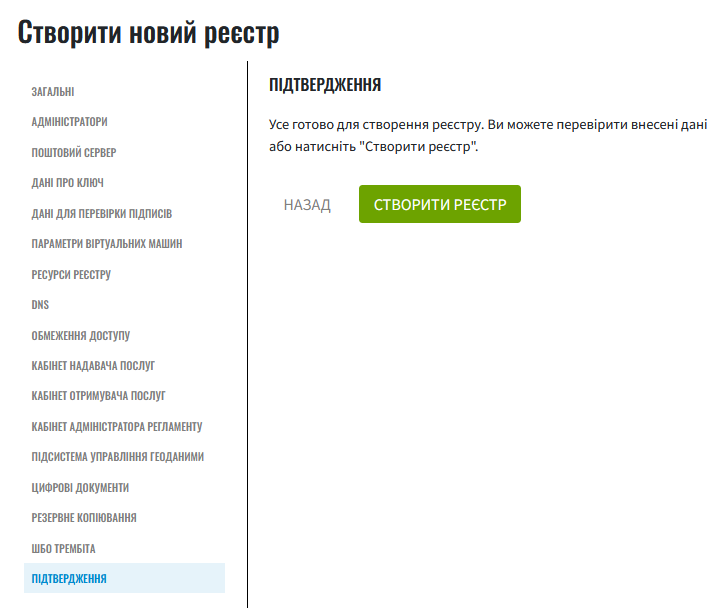 Створити новий реєстр
ЗАГАЛЬНІ
АДМІНІСТРАТОРИ
ПОШТОВИЙ СЕРВЕР
ДАНІ ПРО КЛЮЧ
ДАНІ ДЛЯ ПЕРЕВІРКИ ПІДПИСІВ
ПАРАМЕТРИ ВІРТУАЛЬНИХ МАШИН
РЕСУРСИ РЕЄСТРУ
DNS
ОБМЕЖЕННЯ ДОСТУПУ
КАБІНЕТ НАДАВАЧА ПОСЛУГ
КАБІНЕТ ОТРИМУВАЧА ПОСЛУГ
КАБІНЕТ АДМІНІСТРАТОРА РЕГЛАМЕНТУ
ПІДСИСТЕМА УПРАВЛІННЯ ГЕОДАНИМИ
ЦИФРОВІ ДОКУМЕНТИ
РЕЗЕРВНЕ КОПІЮВАННЯ
ШБО ТРЕМБІТА
ПІДТВЕРДЖЕННЯ
ПІДТВЕРДЖЕННЯ
Усе готово для створення реєстру. Ви можете перевірити внесені дані
або натисніть "Створити реєстр".
НАЗАД
СТВОРИТИ РЕЄСТР